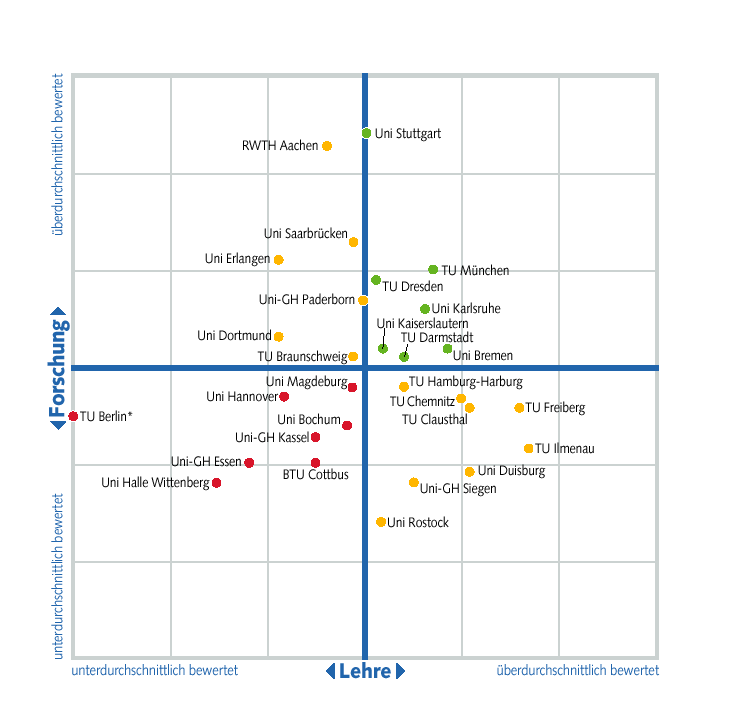 überdurchschnittlich bewertet
Uni Stuttgart
RWTH Aachen
Uni Saarbrücken
Uni Erlangen
TU München
TU Dresden
Uni-GH Paderborn
Uni Karlsruhe
Uni Kaiserslautern
Uni Dortmund
TU Darmstadt
TU Braunschweig
Uni Bremen
Forschung
Uni Magdeburg
TU Hamburg-Harburg
Uni Hannover
TU Chemnitz
TU Freiberg
TU Berlin*
Uni Bochum
TU Clausthal
Uni-GH Kassel
TU Ilmenau
Uni-GH Essen
BTU Cottbus
Uni Duisburg
Uni Halle Wittenberg
Uni-GH Siegen
Uni Rostock
unterdurchschnittlich bewertet
unterdurchschnittlich bewertet
Lehre
überdurchschnittlich bewertet